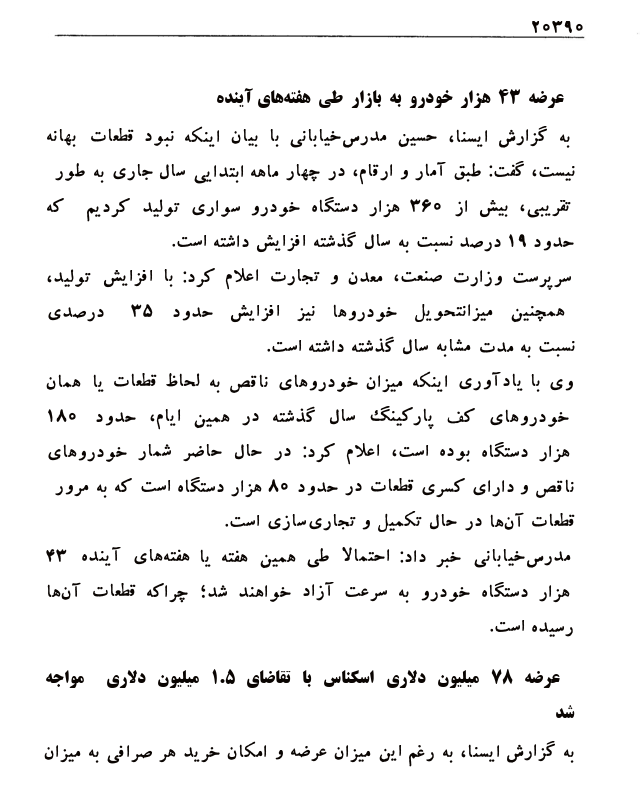 ۲۰۳۹۰
عرضه ۴۳ هزار خودرو به بازار طی هفته‌های آینده
به گزارش ایسنا، حسین مدرس‌خیابانی با بیان اینکه نبود قطعات بهانه
نیست، گفت: طبق آمار و ارقام، در چهار ماهه ابتدایی سال جاری به طور
تقریبی، بیش از ۳۶۰ هزار دستگاه خودرو سواری تولید کردیم که
حدود ۱۹ درصد نسبت به سال گذشته افزایش داشته است.
سرپرست وزارت صنعت، معدن و تجارت اعلام کرد: با افزایش تولید،
همچنین میزانتحویل خودروها نیز افزایش حدود ۳۵ درصدی
نسبت به مدت مشابه سال گذشته داشته است.
وی با یادآوری اینکه میزان خودروهای ناقص به لحاظ قطعات یا همان
خودروهای کف پارکینگ سال گذشته در همین ایام، حدود ۱۸۰
هزار دستگاه بوده است، اعلام کرد: در حال حاضر شمار خودروهای
ناقص و دارای کسری قطعات در حدود ۸۰ هزار دستگاه است که به مرور
قطعات آن‌ها در حال تکمیل و تجاری‌سازی است.
مدرس‌خیابانی خبر داد: احتمالا طی همین هفته یا هفته‌های آینده ۴۳
هزار دستگاه خودرو به سرعت آزاد خواهند شد؛ چراکه قطعات آن‌ها
رسیده است.
عرضه ۷۸ میلیون دلاری اسکناس با تقاضای ۱.۵ میلیون دلاری مواجه
شد
به گزارش ایسنا، به رغم این میزان عرضه و امکان خرید هر صرافی به میزان